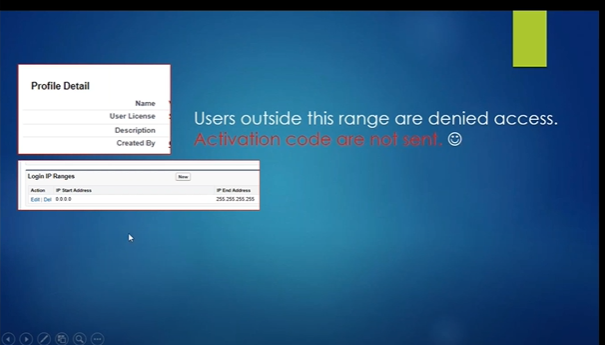 Profile Detail
Name
User License
Description
Created By
Users outside this range are denied access.
Activation code are not sent. ☺
Login IP Ranges New
Action IP Start Address IP End Address
Edit | Del 0.0.0.0 255.255.255.255